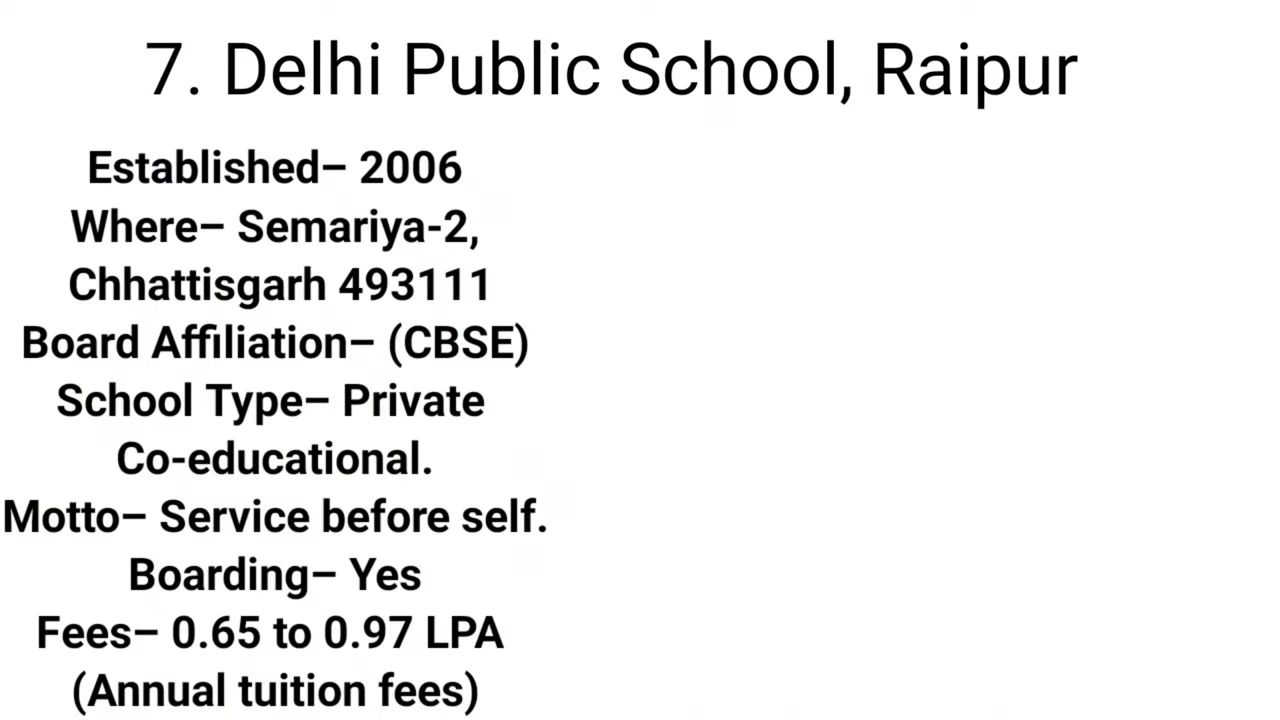 7. Delhi Public School, Raipur
Established– 2006
Where– Semariya-2,
Chhattisgarh 493111
Board Affiliation– (CBSE)
School Type– Private
Co-educational.
Motto– Service before self.
Boarding– Yes
Fees– 0.65 to 0.97 LPA
(Annual tuition fees)